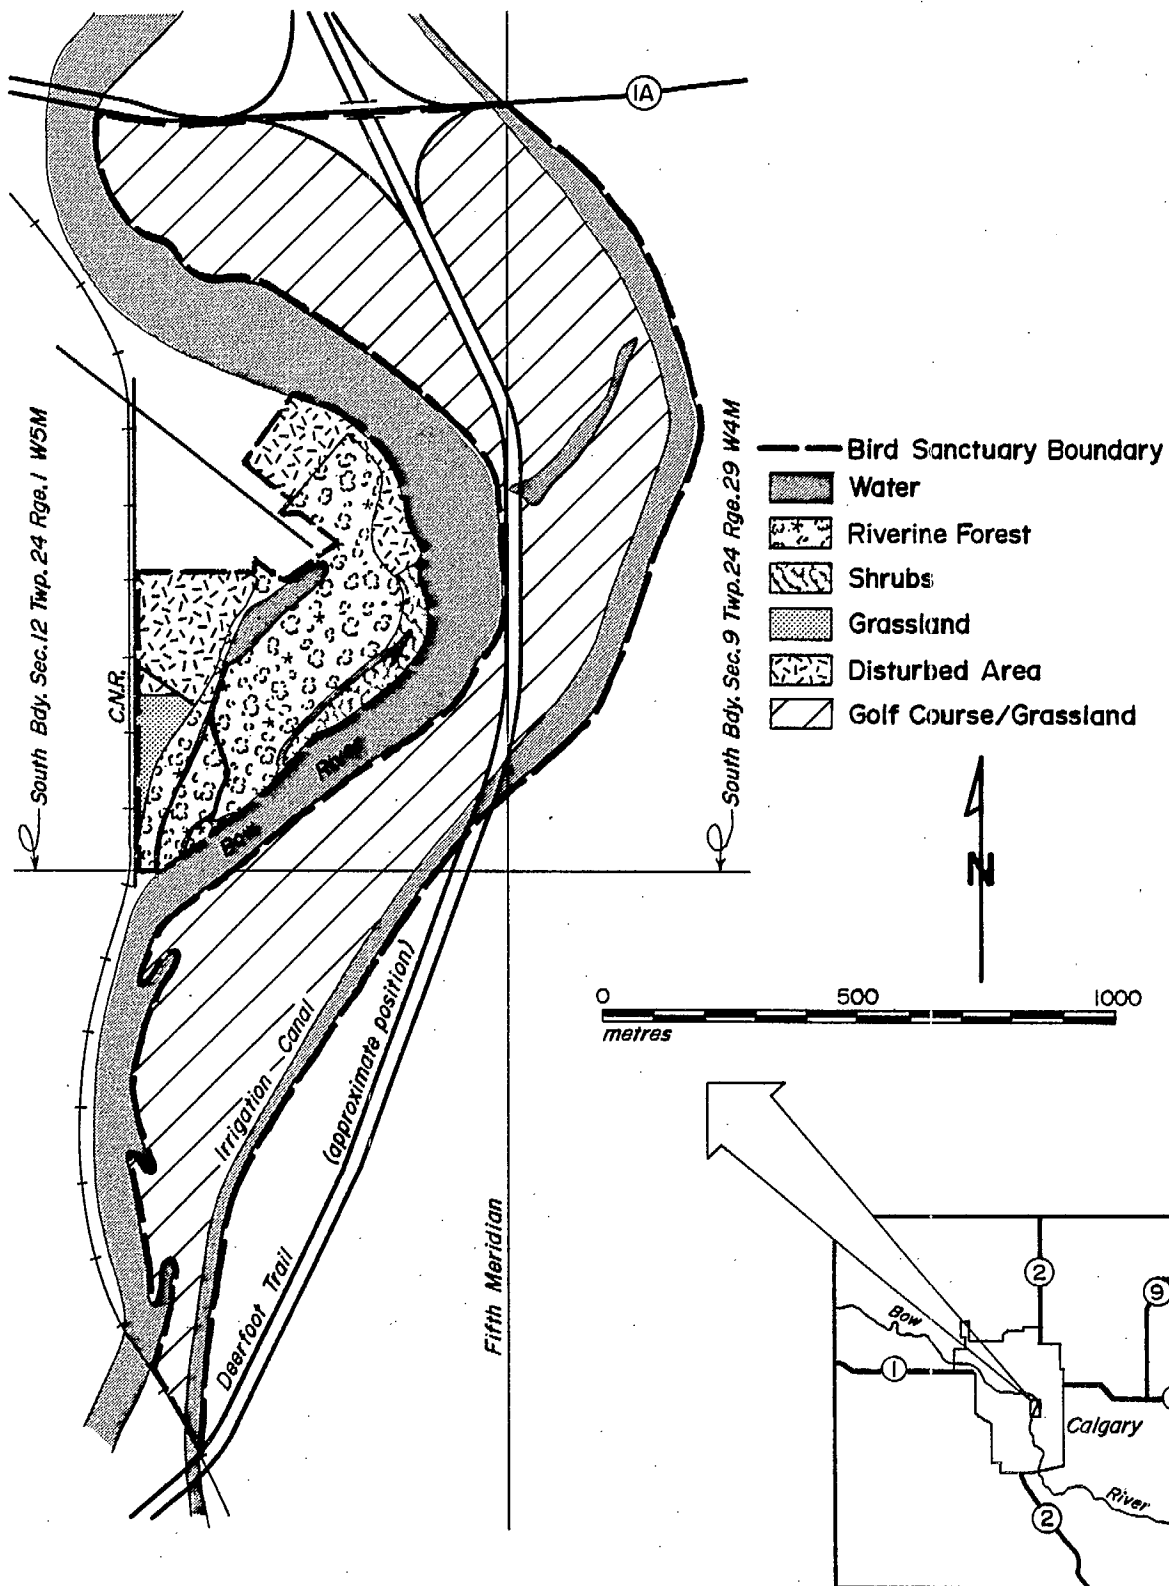 1A
South Bdy. Sec. 12 Twp. 24 Rge. 1 W5M
South Bdy. Sec. 9 Twp. 24 Rge. 29 W4M
Bird Sanctuary Boundary
Water
Riverine Forest
Shrubs
Grassland
Disturbed Area
Golf Course/Grassland
C.N.R.
Bow River
N
0 500 1000
metres
Irrigation Canal
(approximate position)
Deerfoot Trail
Fifth Meridian
2
9
Bow
1
Calgary
River
2